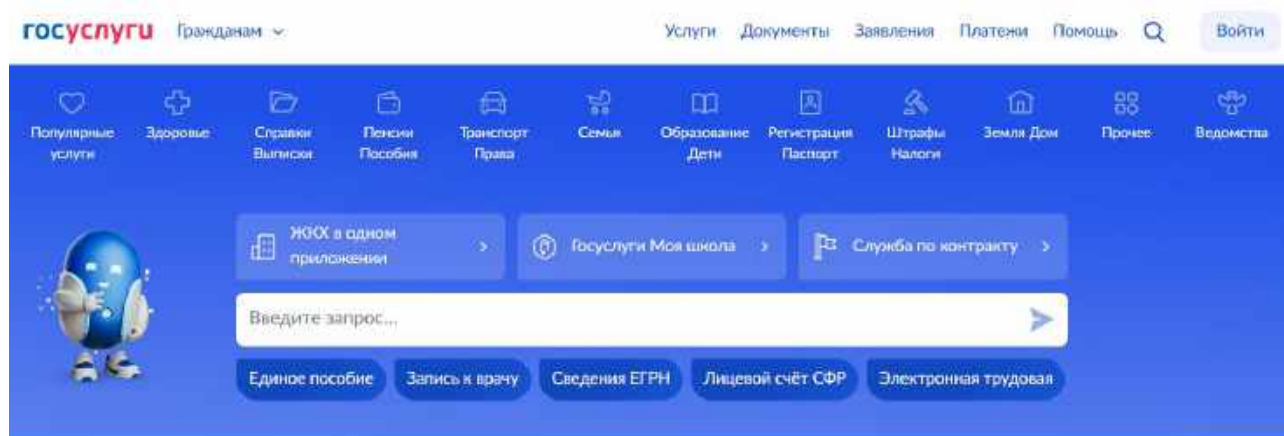 госуслуги Гражданам Услуги Документы Заявления Платежи Помощь Войти
Популярные услуги
Здоровье
Справки Выписки
Пенсии Пособия
Транспорт Права
Семья
Образование Дети
Регистрация Паспорт
Штрафы Налоги
Земля Дом
Прочее
Ведомства
ЖКХ в одном
приложении
Госуслуги Моя школа
Служба по контракту
Введите запрос...
Единое пособие Запись к врачу Сведения ЕГРН Лицевой счёт СФР Электронная трудовая